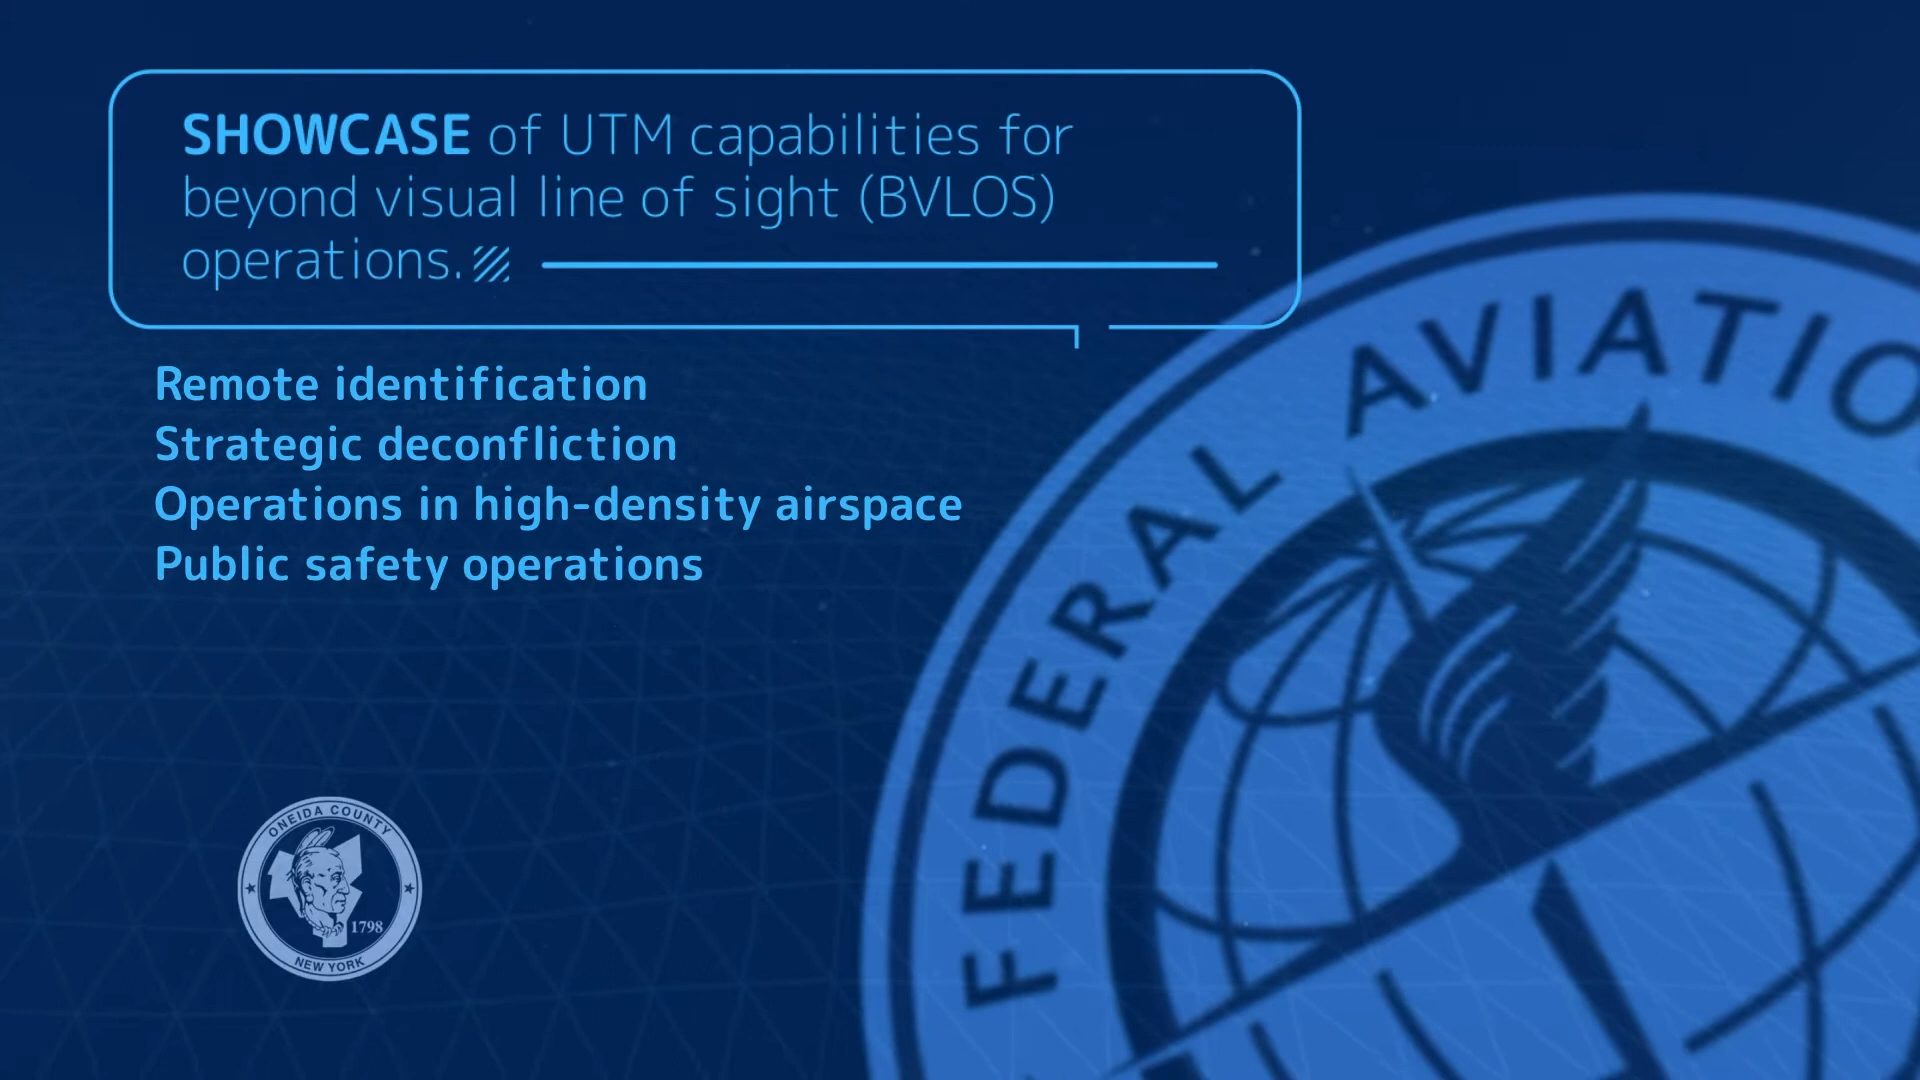 SHOWCASE of UTM capabilities for
beyond visual line of sight (BVLOS)
operations.
Remote identification
Strategic deconfliction
Operations in high-density airspace
Public safety operations
FEDERAL AVIATIO
ONEIDA COUNTY
1798
NEW YORK